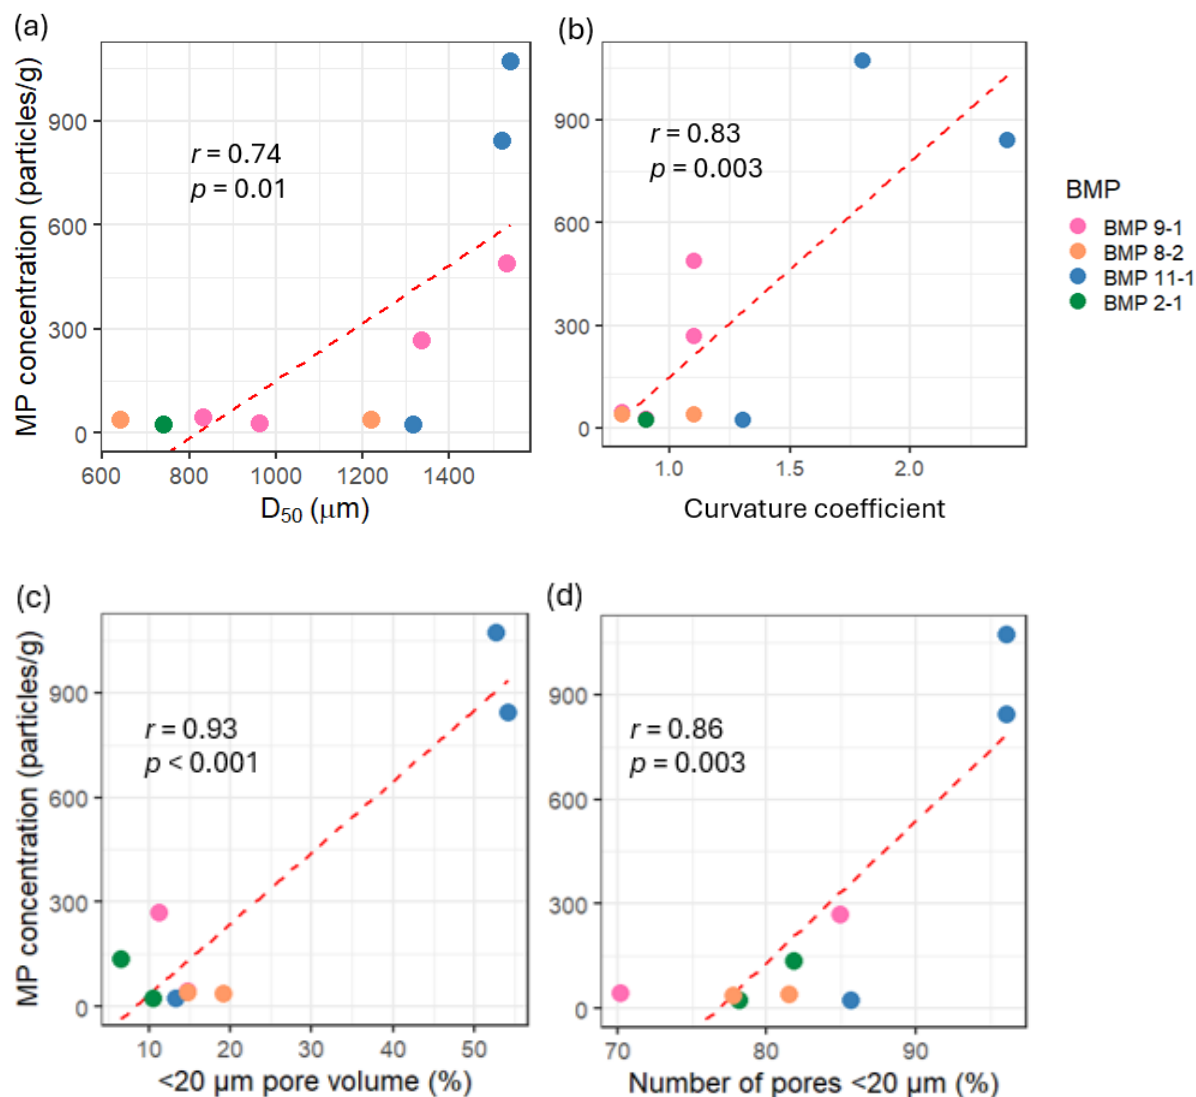 (a)
MP concentration (particles/g)
900
600
300
0
r = 0.74
p = 0.01
600 800 1000 1200 1400
D₅₀ (μm)
(b)
900
600
300
0
r = 0.83
p = 0.003
1.0 1.5 2.0
Curvature coefficient
BMP
BMP 9-1
BMP 8-2
BMP 11-1
BMP 2-1
(c)
MP concentration (particles/g)
900
600
300
0
r = 0.93
p < 0.001
10 20 30 40 50
<20 µm pore volume (%)
(d)
900
600
300
0
r = 0.86
p = 0.003
70 80 90
Number of pores <20 µm (%)